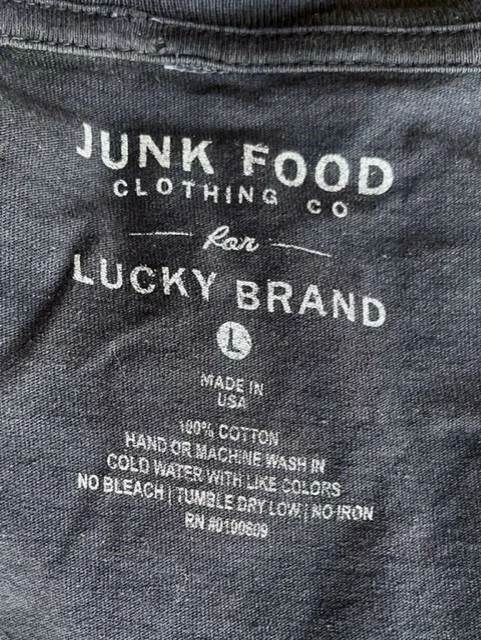 JUNK FOOD
CLOTHING CO
for
LUCKY BRAND
L
MADE IN
USA
100% COTTON
HAND OR MACHINE WASH IN
COLD WATER WITH LIKE COLORS
NO BLEACH | TUMBLE DRY LOW | NO IRON
RN #0100809